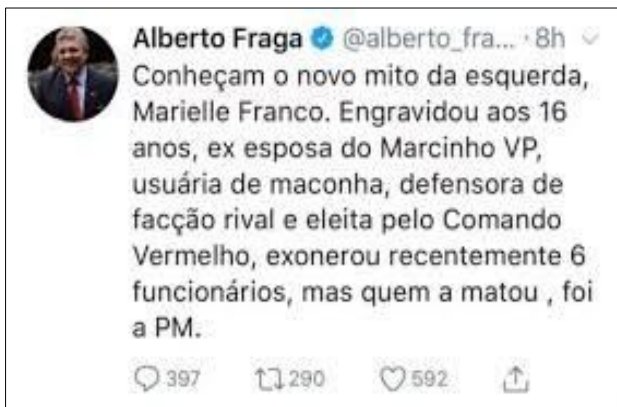 Alberto Fraga @alberto_fra... · 8h
Conheçam o novo mito da esquerda,
Marielle Franco. Engravidou aos 16
anos, ex esposa do Marcinho VP,
usuária de maconha, defensora de
facção rival e eleita pelo Comando
Vermelho, exonerou recentemente 6
funcionários, mas quem a matou , foi
a PM.
397 290 592